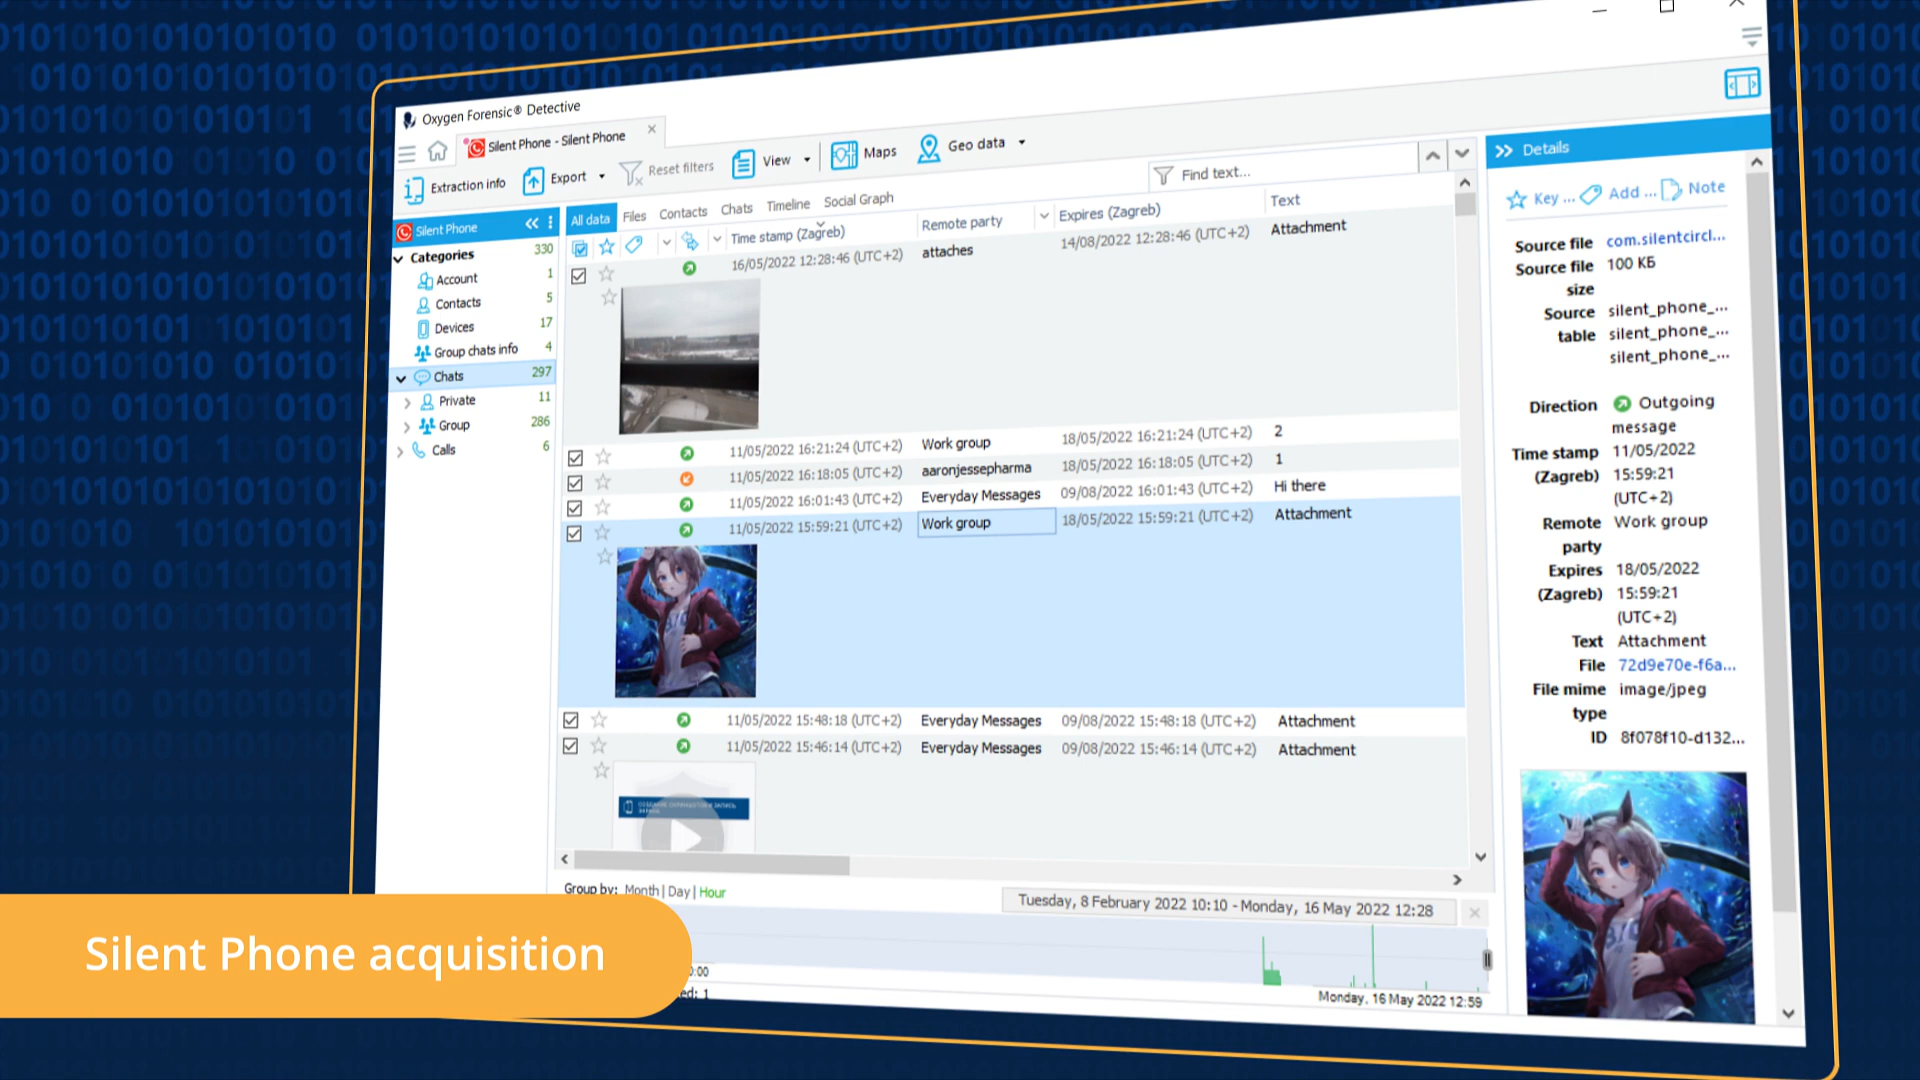 Oxygen Forensic® Detective
Silent Phone - Silent Phone
Extraction info
Export
Reset filters
View
Maps
Geo data
Find text...
Silent Phone
Categories 330
Account 1
Contacts 5
Devices 17
Group chats info 4
Chats 297
Private 11
Group 286
Calls 6
All data Files Contacts Chats Timeline Social Graph
Time stamp (Zagreb) Remote party Expires (Zagreb) Text
16/05/2022 12:28:46 (UTC+2) attaches 14/08/2022 12:28:46 (UTC+2) Attachment
11/05/2022 16:21:24 (UTC+2) Work group 18/05/2022 16:21:24 (UTC+2) 2
11/05/2022 16:18:05 (UTC+2) aaronjessepharma 18/05/2022 16:18:05 (UTC+2) 1
11/05/2022 16:01:43 (UTC+2) Everyday Messages 09/08/2022 16:01:43 (UTC+2) Hi there
11/05/2022 15:59:21 (UTC+2) Work group 18/05/2022 15:59:21 (UTC+2) Attachment
11/05/2022 15:48:18 (UTC+2) Everyday Messages 09/08/2022 15:48:18 (UTC+2) Attachment
11/05/2022 15:46:14 (UTC+2) Everyday Messages 09/08/2022 15:46:14 (UTC+2) Attachment
Group by: Month | Day | Hour
Tuesday, 8 February 2022 10:10 - Monday, 16 May 2022 12:28
Monday, 16 May 2022 12:59
Details
Key ... Add ... Note
Source file com.silentcircl...
Source file size 100 КБ
Source table silent_phone_...
silent_phone_...
silent_phone_...
Direction Outgoing
message
Time stamp 11/05/2022
(Zagreb) 15:59:21
(UTC+2)
Remote Work group
party
Expires 18/05/2022
(Zagreb) 15:59:21
(UTC+2)
Text Attachment
File 72d9e70e-f6a...
File mime image/jpeg
type
ID 8f078f10-d132...
Silent Phone acquisition